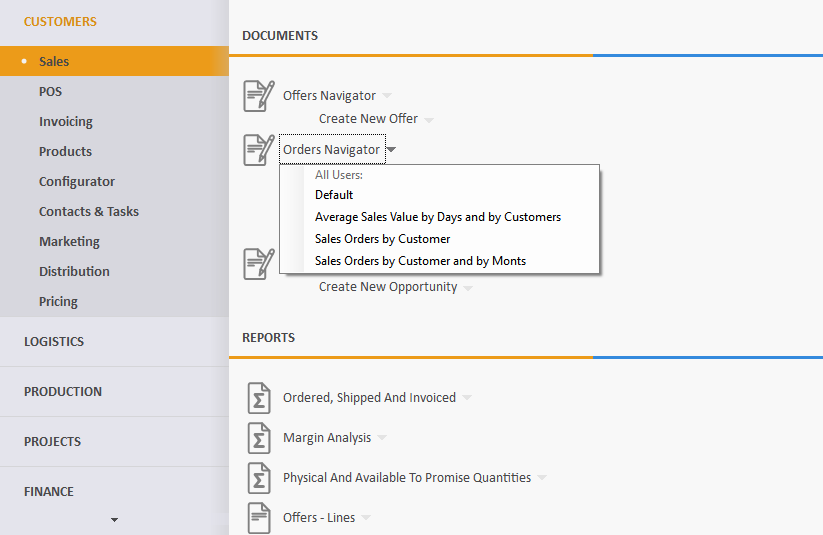 CUSTOMERS
Sales
POS
Invoicing
Products
Configurator
Contacts & Tasks
Marketing
Distribution
Pricing
LOGISTICS
PRODUCTION
PROJECTS
FINANCE
DOCUMENTS
Offers Navigator
Create New Offer
Orders Navigator
All Users:
Default
Average Sales Value by Days and by Customers
Sales Orders by Customer
Sales Orders by Customer and by Monts
Create New Opportunity
REPORTS
Ordered, Shipped And Invoiced
Margin Analysis
Physical And Available To Promise Quantities
Offers - Lines